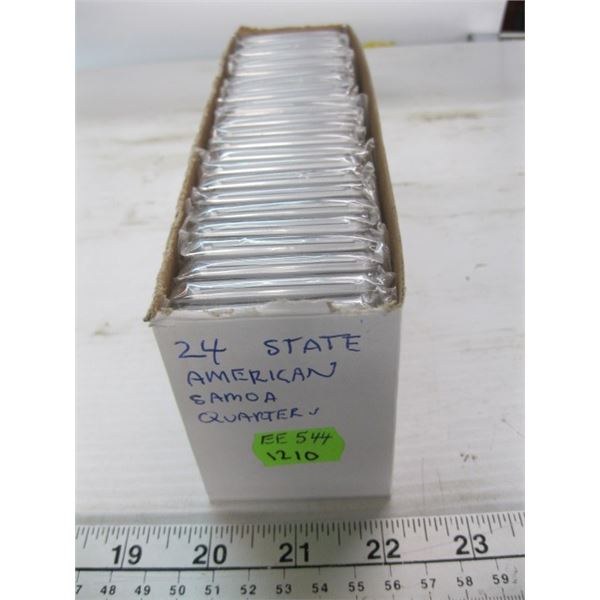 24 STATE
AMERICAN
SAMOA
QUARTERS
EE 544
1210
19 20 21 22 23
47 48 49 50 51 52 53 54 55 56 57 58 59